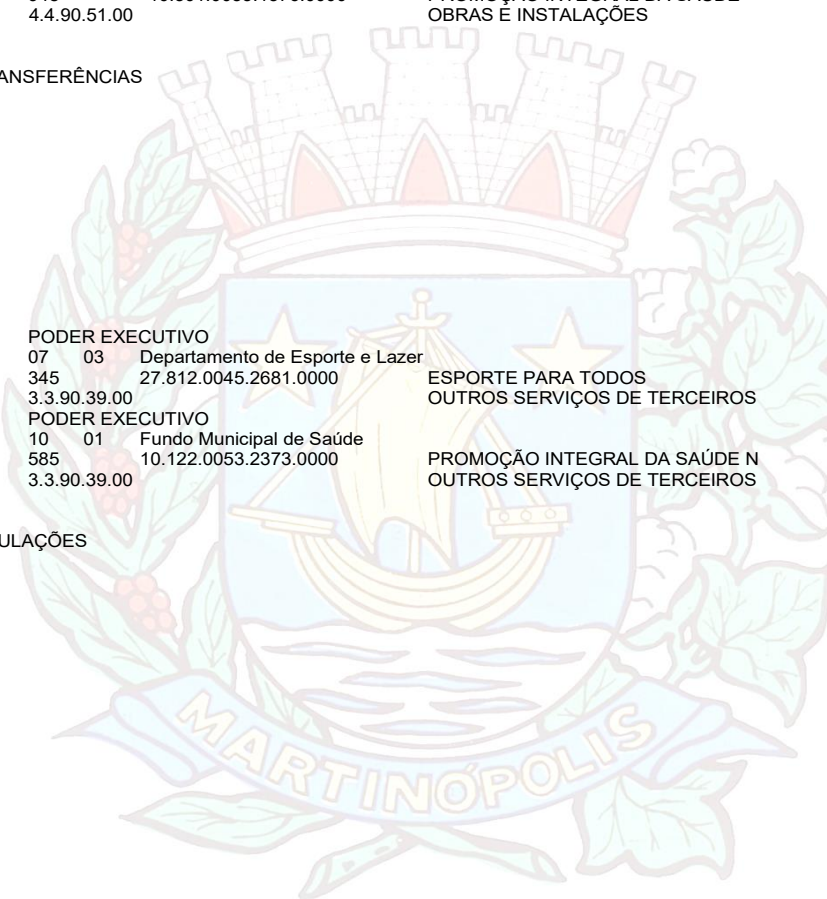 4.4.90.51.00 OBRAS E INSTALAÇÕES
ANSFERÊNCIAS
PODER EXECUTIVO
07 03 Departamento de Esporte e Lazer
345 27.812.0045.2681.0000 ESPORTE PARA TODOS
3.3.90.39.00 OUTROS SERVIÇOS DE TERCEIROS
PODER EXECUTIVO
10 01 Fundo Municipal de Saúde
585 10.122.0053.2373.0000 PROMOÇÃO INTEGRAL DA SAÚDE N
3.3.90.39.00 OUTROS SERVIÇOS DE TERCEIROS
ULAÇÕES
MARTINÓPOLIS